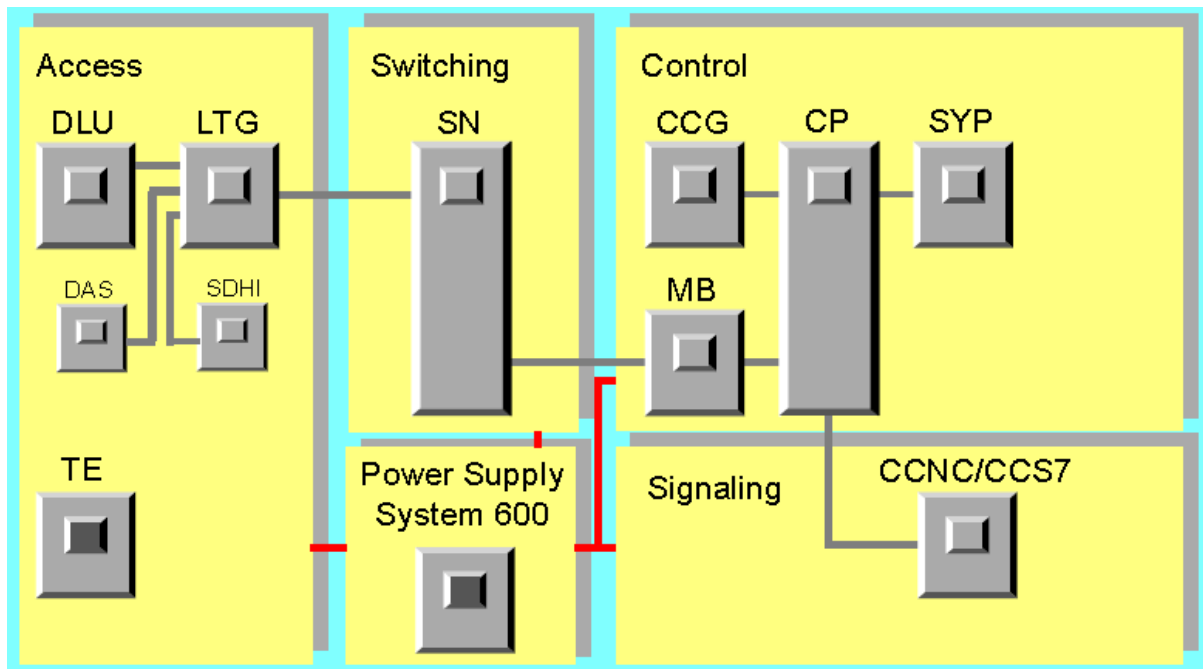 Access
DLU
LTG
DAS
SDHI
TE
Switching
SN
Power Supply
System 600
Control
CCG
CP
SYP
MB
Signaling
CCNC/CCS7